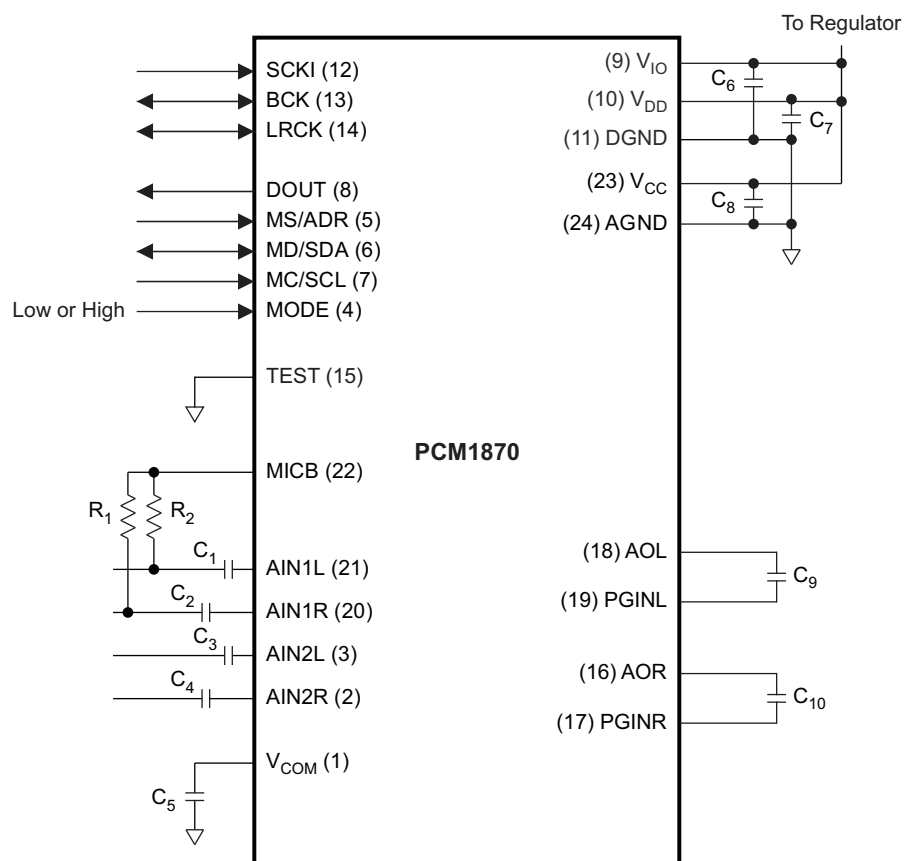 To Regulator
SCKI (12)
BCK (13)
LRCK (14)
DOUT (8)
MS/ADR (5)
MD/SDA (6)
MC/SCL (7)
Low or High
MODE (4)
TEST (15)
MICB (22)
R1
R2
C1
AIN1L (21)
C2
AIN1R (20)
C3
AIN2L (3)
C4
AIN2R (2)
VCOM (1)
C5
PCM1870
(9) VIO
C6
(10) VDD
C7
(11) DGND
(23) VCC
C8
(24) AGND
(18) AOL
C9
(19) PGINL
(16) AOR
C10
(17) PGINR